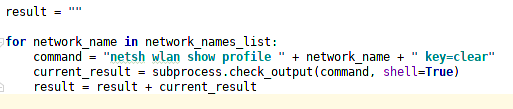 result = ""
for network_name in network_names_list:
    command = "netsh wlan show profile " + network_name + " key=clear"
    current_result = subprocess.check_output(command, shell=True)
    result = result + current_result